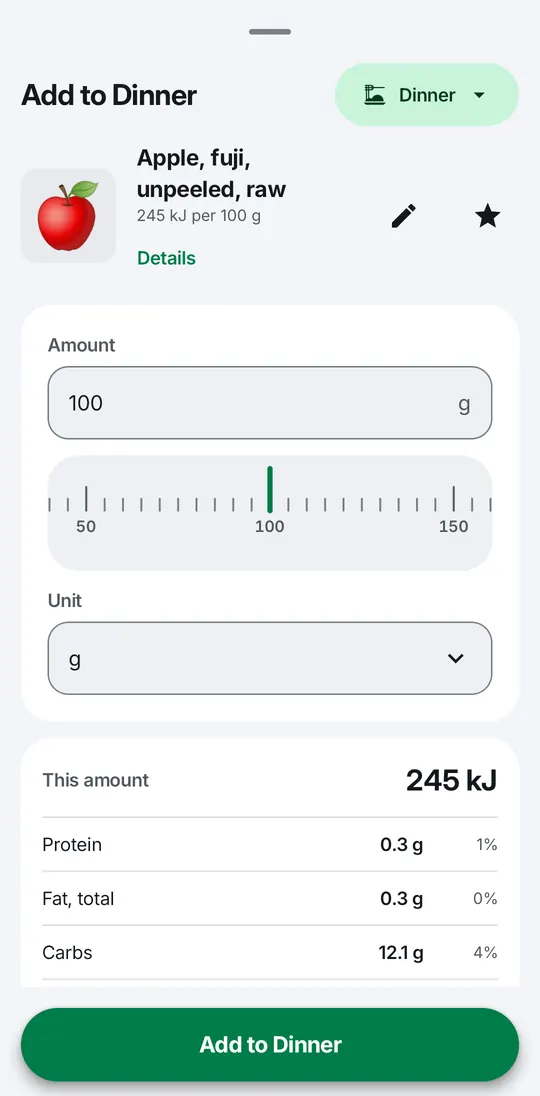 Add to Dinner
Dinner
Apple, fuji,
unpeeled, raw
245 kJ per 100 g
Details
Amount
100 g
50 100 150
Unit
g
This amount 245 kJ
Protein 0.3 g 1%
Fat, total 0.3 g 0%
Carbs 12.1 g 4%
Add to Dinner